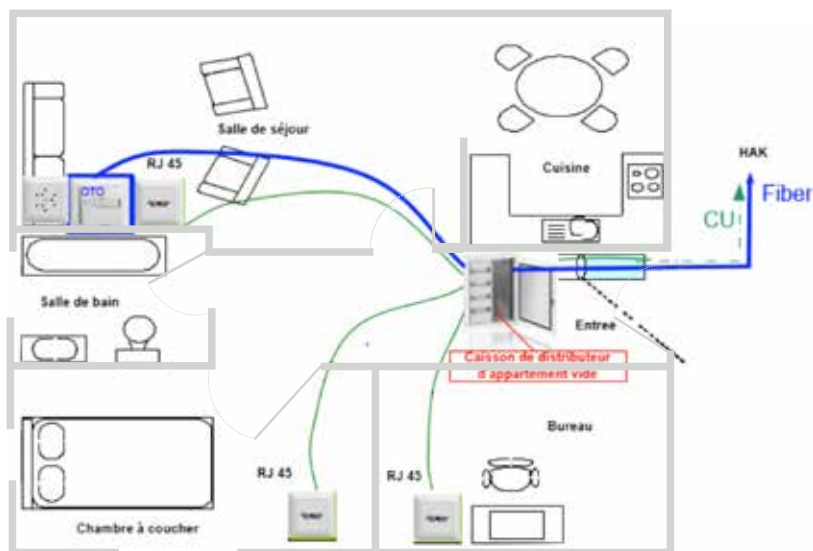 Salle de séjour
RJ 45
OTO
Cuisine
HAK
Fiber
CU
Salle de bain
Entree
Caisson de distributeur
d'appartement vide
Bureau
RJ 45
RJ 45
Chambre à coucher